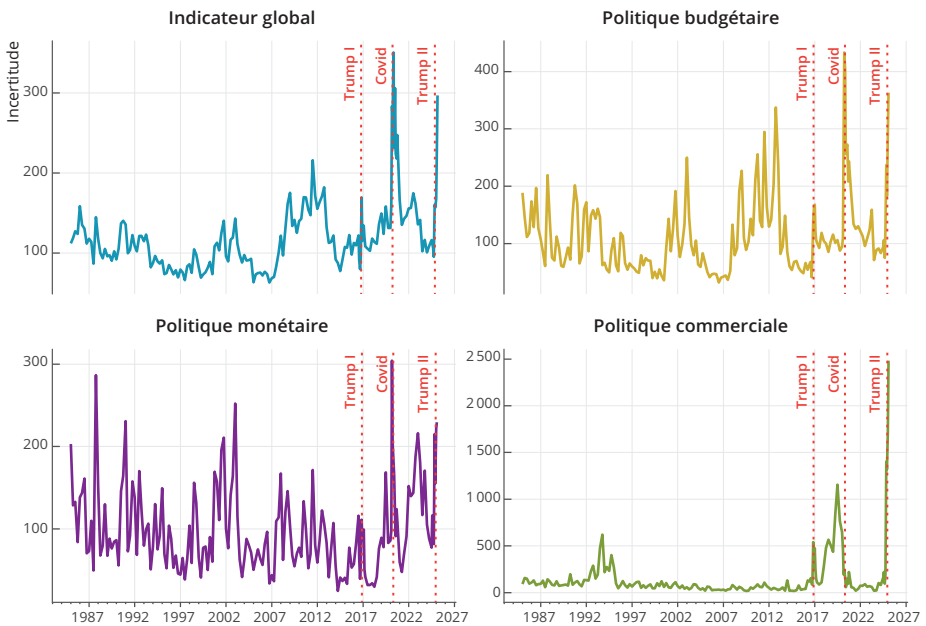 Indicateur global
Politique budgétaire
Incertitude
300
200
100
Trump I
Covid
Trump II
400
300
200
100
Trump I
Covid
Trump II
Politique monétaire
Politique commerciale
300
200
100
Trump I
Covid
Trump II
1987 1992 1997 2002 2007 2012 2017 2022 2027
2 500
2 000
1 500
1 000
500
0
Trump I
Covid
Trump II
1987 1992 1997 2002 2007 2012 2017 2022 2027